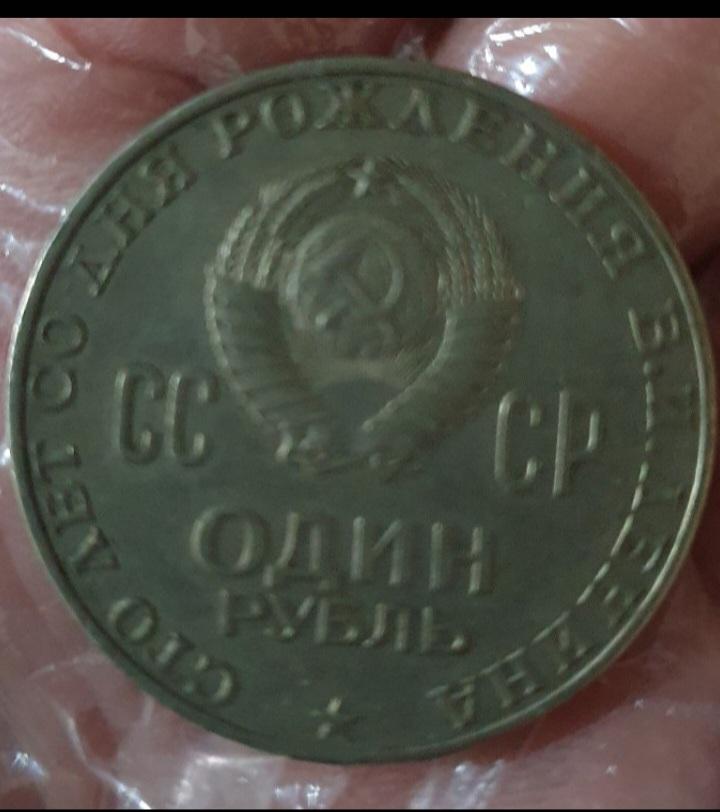 СТО ЛЕТ СО ДНЯ РОЖДЕНИЯ В.И.ЛЕНИНА
СС СР
ОДИН
РУБЛЬ